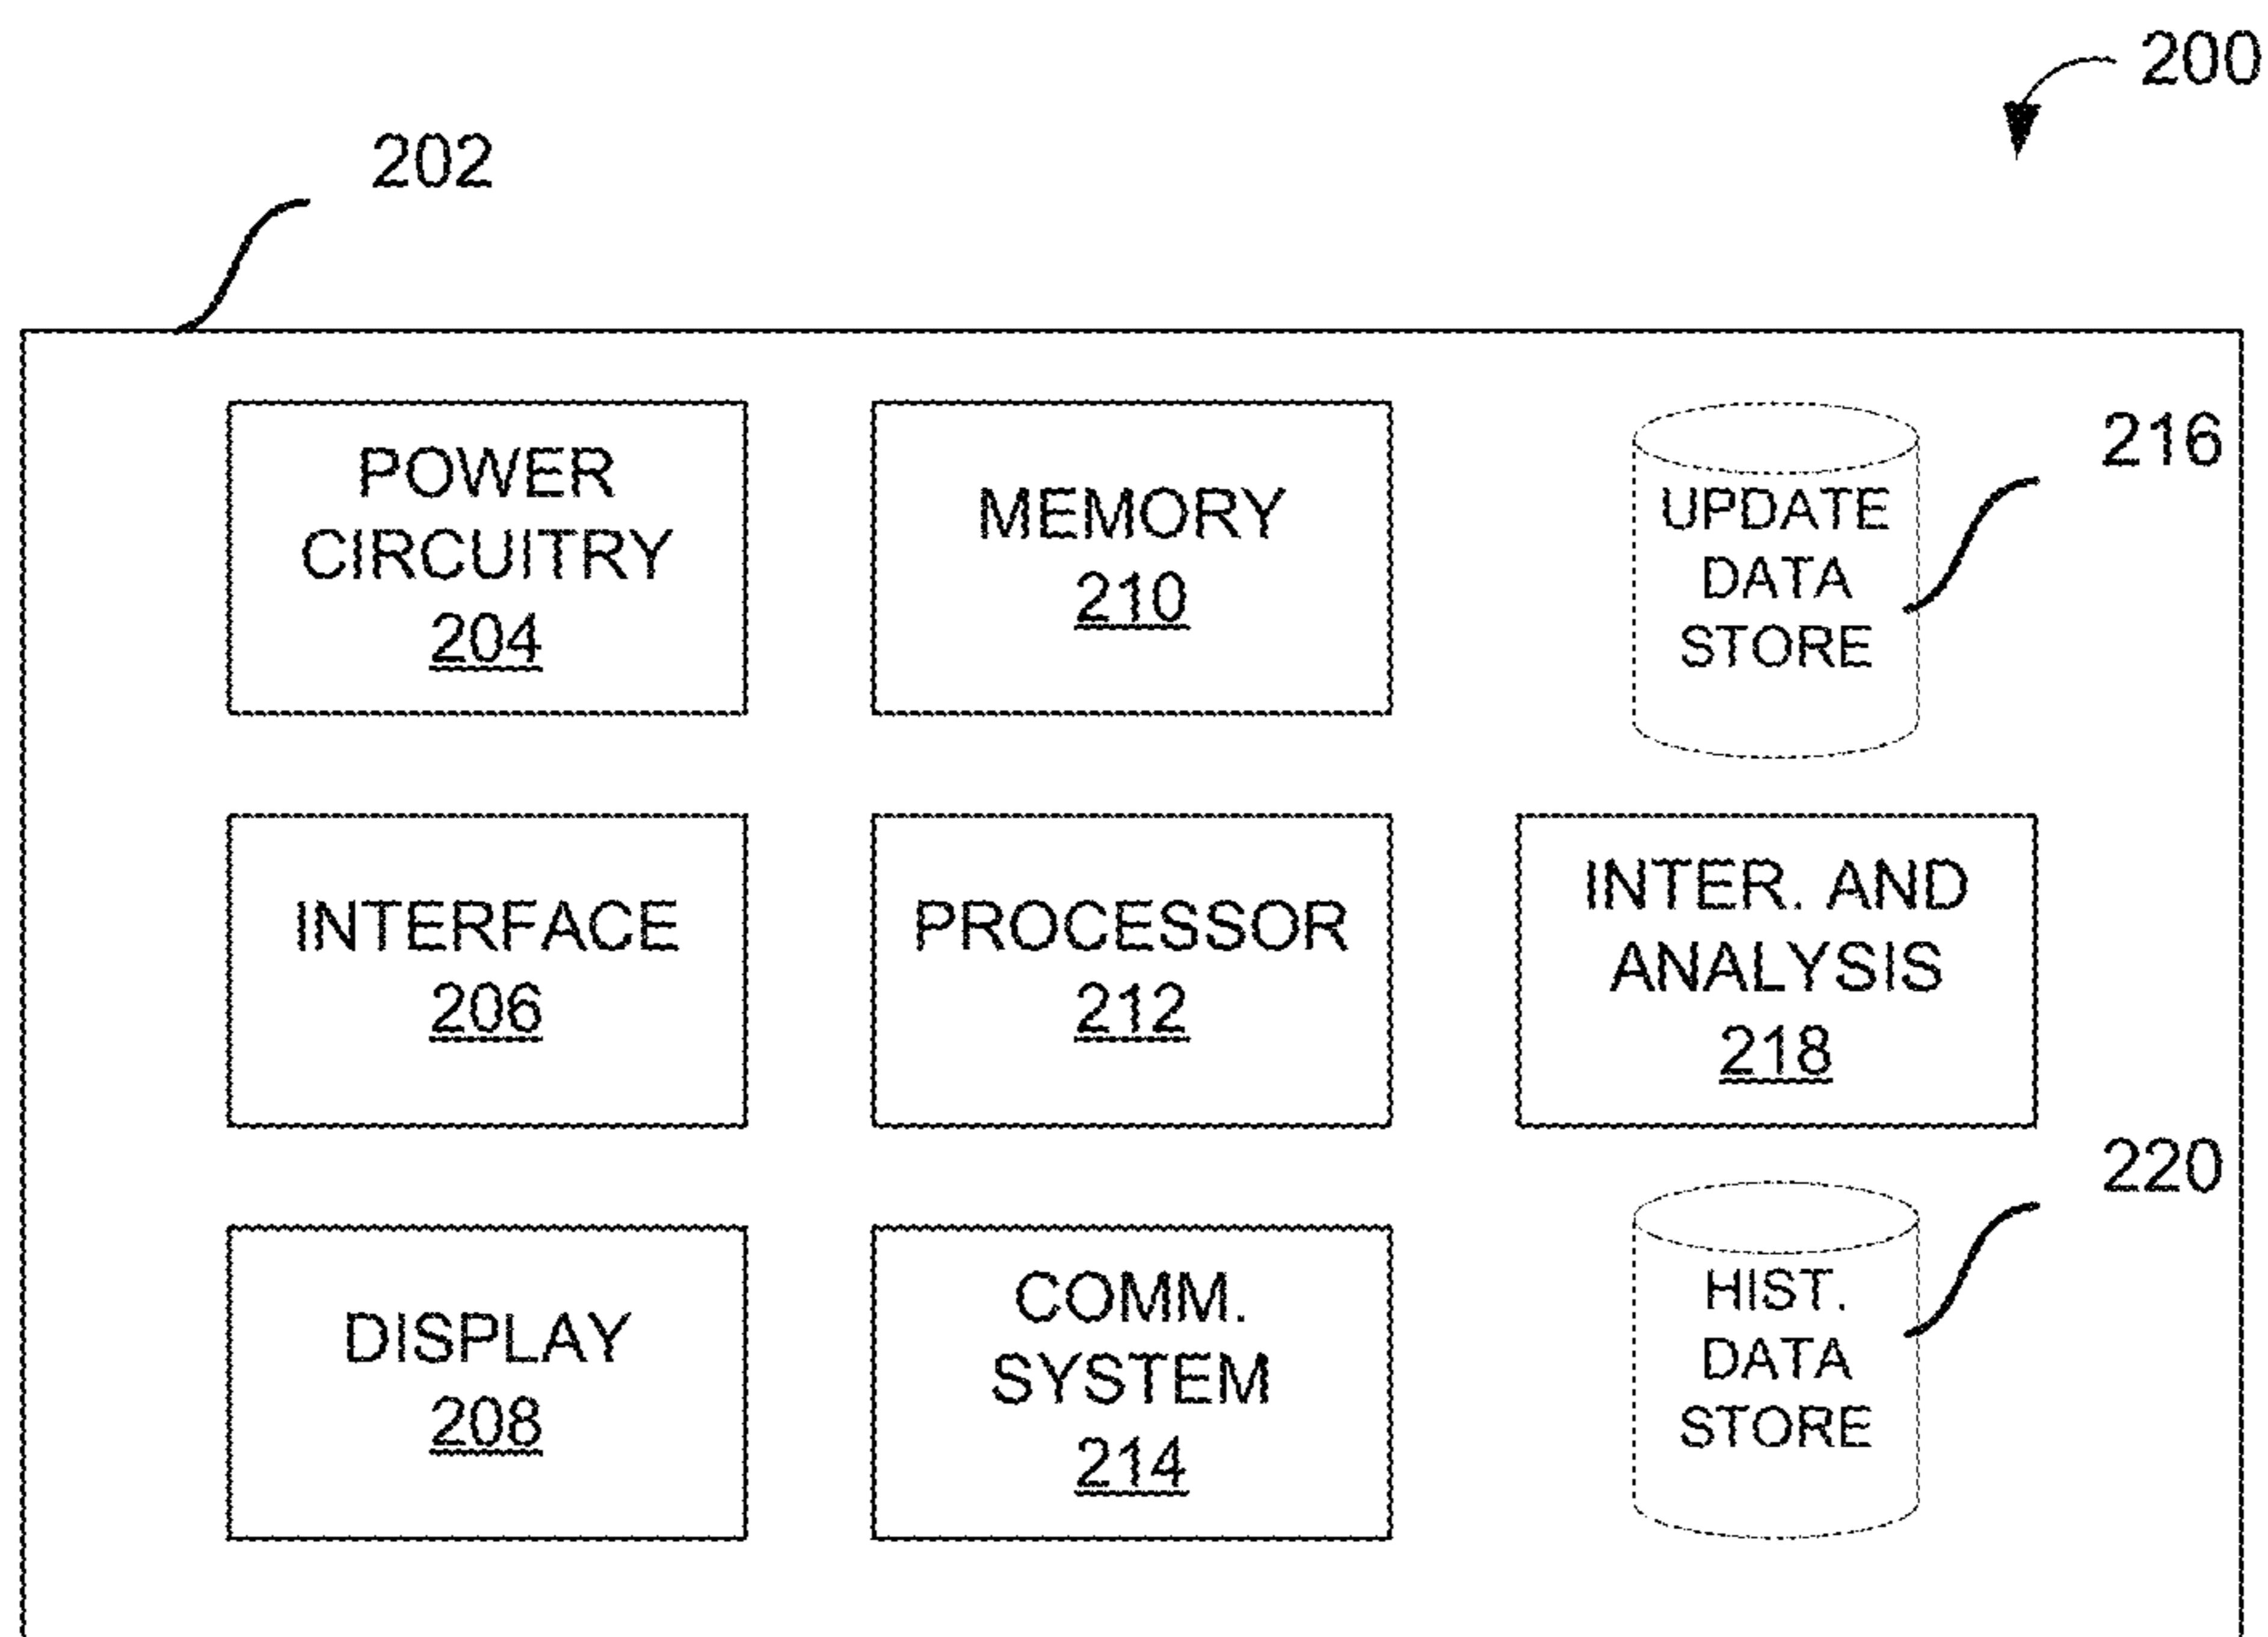 200
202
POWER
CIRCUITRY
204
MEMORY
210
UPDATE
DATA
STORE
216
INTERFACE
206
PROCESSOR
212
INTER. AND
ANALYSIS
218
DISPLAY
208
COMM.
SYSTEM
214
HIST.
DATA
STORE
220